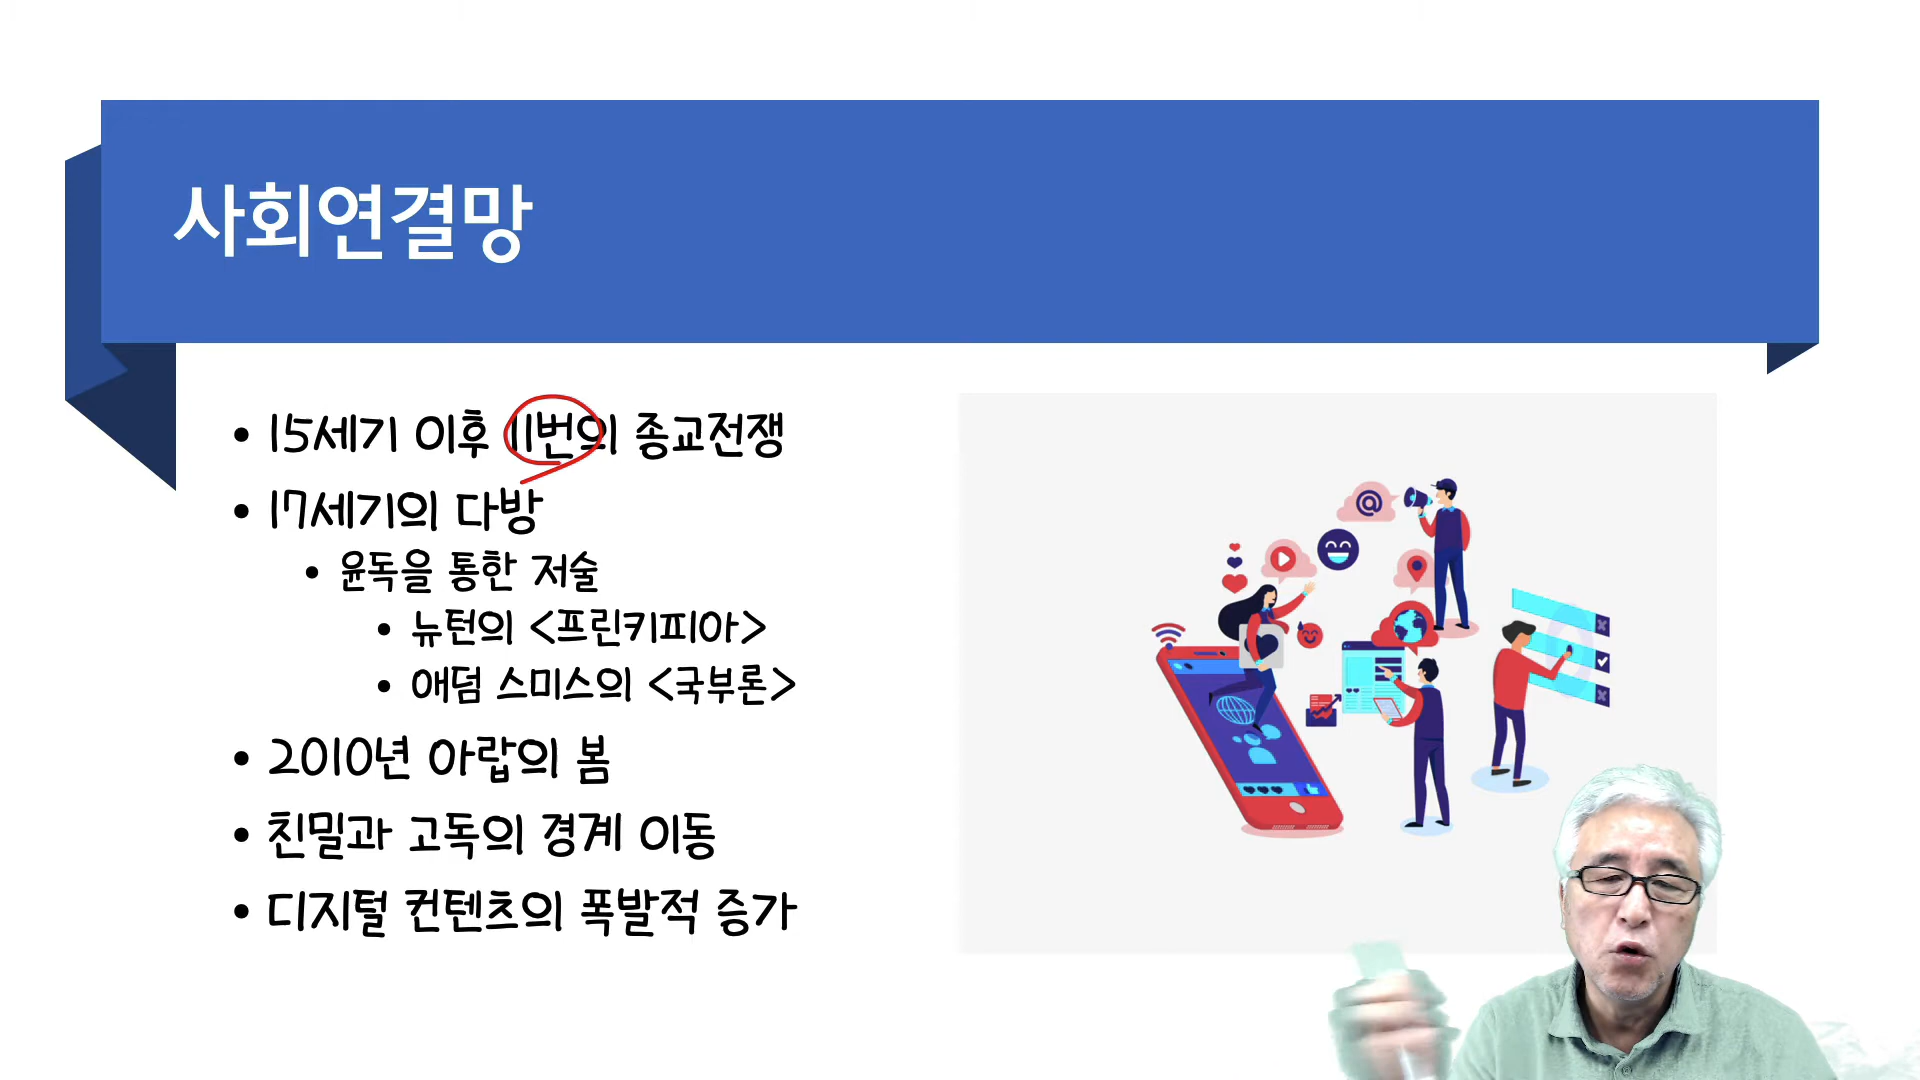 사회연결망
• 15세기 이후 11번의 종교전쟁
• 17세기의 다방
• 윤독을 통한 저술
• 뉴턴의 <프린키피아>
• 애덤 스미스의 <국부론>
• 2010년 아랍의 봄
• 친밀과 고독의 경계 이동
• 디지털 컨텐츠의 폭발적 증가
@